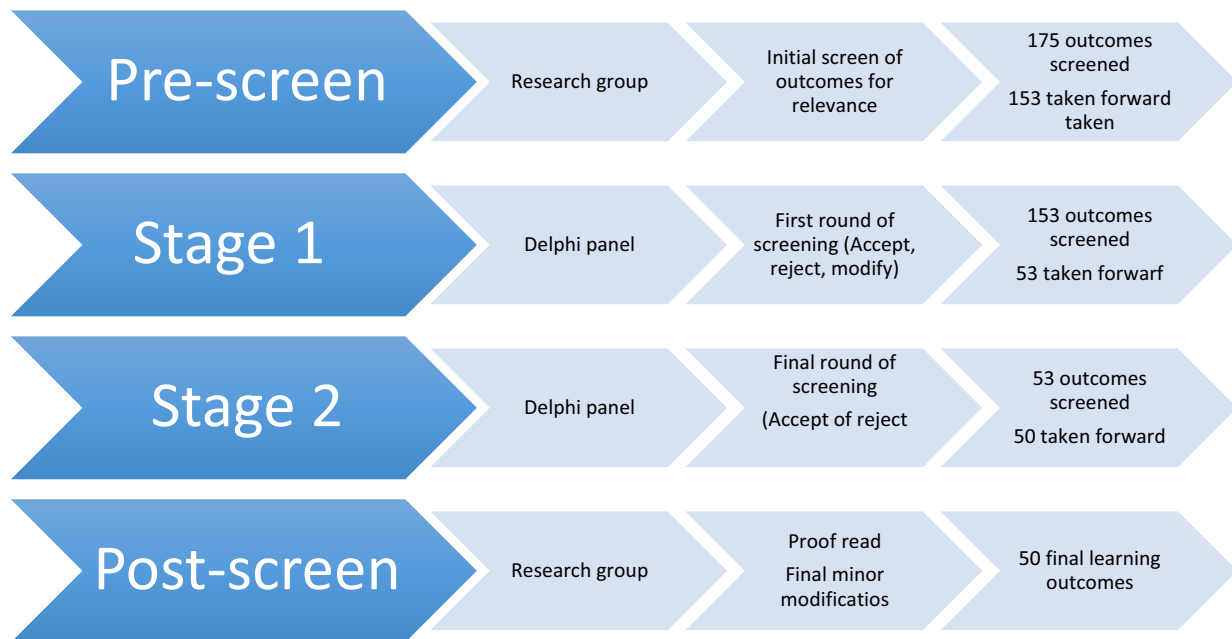 Pre-screen
Research group
Initial screen of
outcomes for
relevance
175 outcomes
screened
153 taken forward
taken
Stage 1
Delphi panel
First round of
screening (Accept,
reject, modify)
153 outcomes
screened
53 taken forwarf
Stage 2
Delphi panel
Final round of
screening
(Accept of reject
53 outcomes
screened
50 taken forward
Post-screen
Research group
Proof read
Final minor
modificatios
50 final learning
outcomes